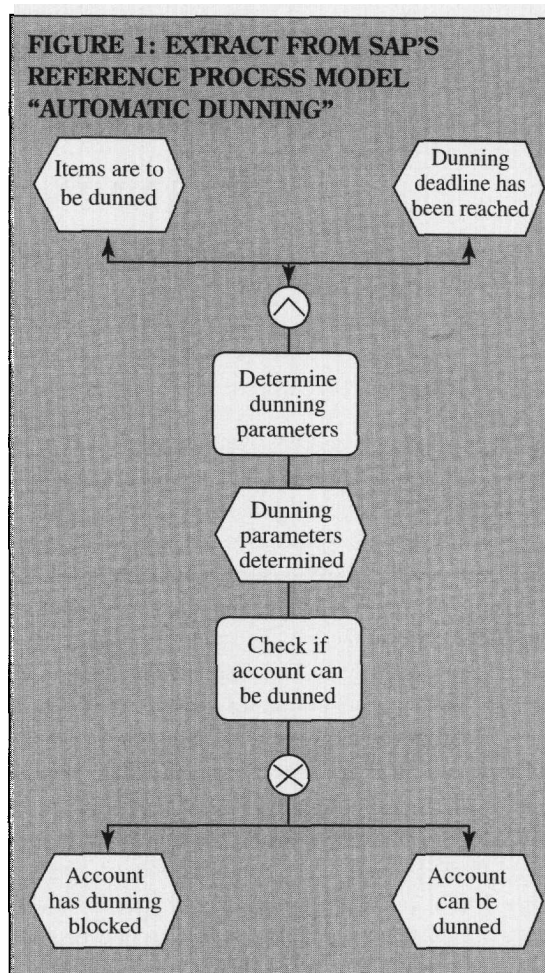 FIGURE 1: EXTRACT FROM SAP'S
REFERENCE PROCESS MODEL
"AUTOMATIC DUNNING"
Items are to
be dunned
Dunning
deadline has
been reached
Determine
dunning
parameters
Dunning
parameters
determined
Check if
account can
be dunned
Account
has dunning
blocked
Account
can be
dunned